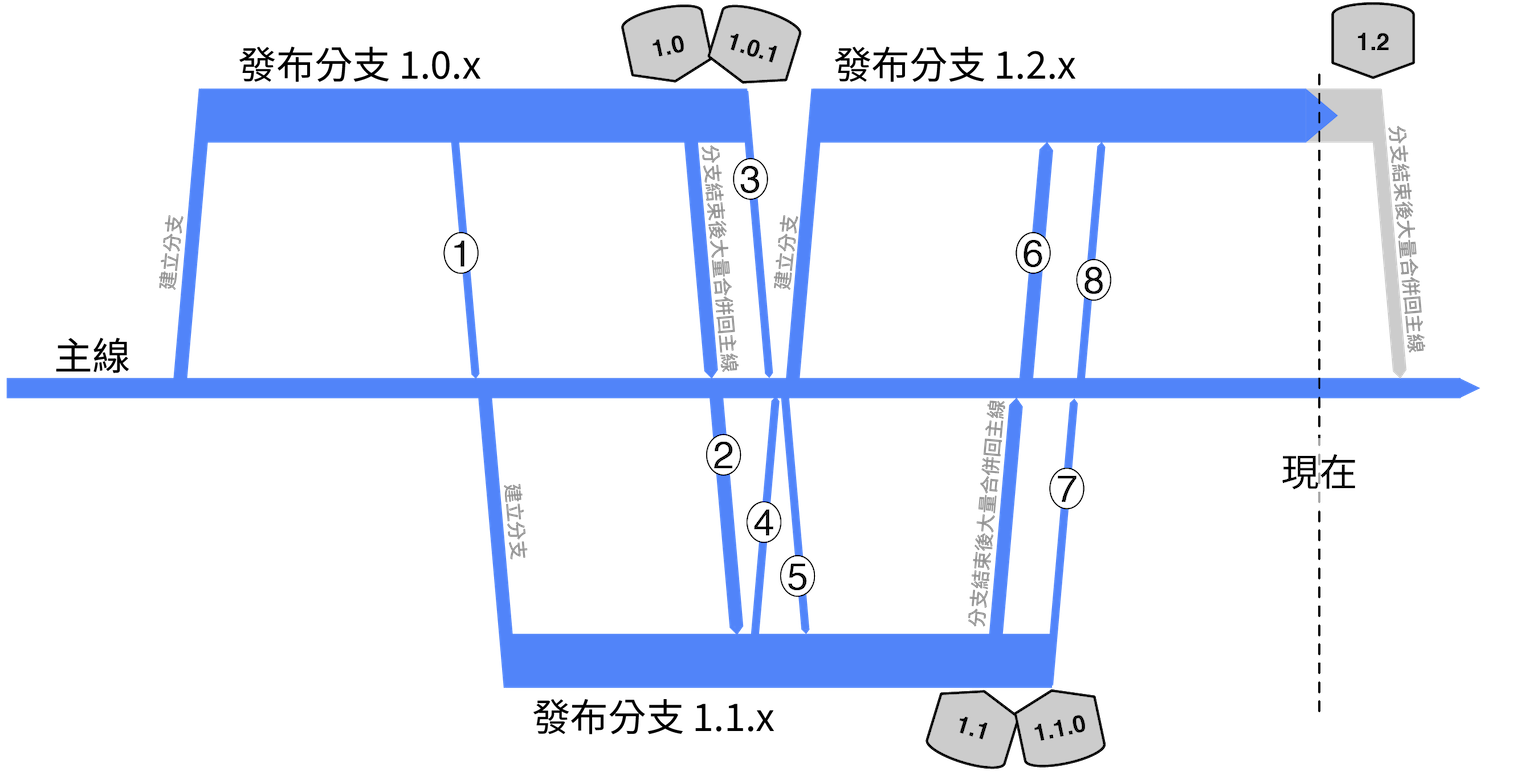 1.0
1.0.1
1.2
發布分支 1.0.x
發布分支 1.2.x
分支結束後大量合併回主線
分支結束後大量合併回主線
3
建立分支
建立分支
1
6
8
主線
2
分支結束後大量合併回主線
現在
7
建立分支
4
5
發布分支 1.1.x
1.1
1.1.0